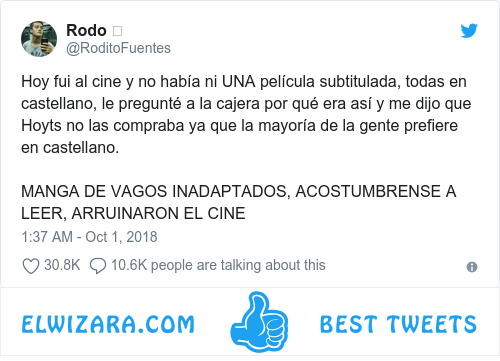 Rodo
@RoditoFuentes
Hoy fui al cine y no había ni UNA película subtitulada, todas en
castellano, le pregunté a la cajera por qué era así y me dijo que
Hoyts no las compraba ya que la mayoría de la gente prefiere
en castellano.
MANGA DE VAGOS INADAPTADOS, ACOSTUMBRENSE A
LEER, ARRUINARON EL CINE
1:37 AM - Oct 1, 2018
30.8K 10.6K people are talking about this
ELWIZARA.COM BEST TWEETS